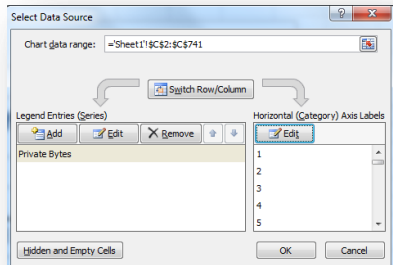 Select Data Source
Chart data range: ='Sheet1'!$C$2:$C$741
Switch Row/Column
Legend Entries (Series)
Add Edit Remove
Private Bytes
Horizontal (Category) Axis Labels
Edit
1
2
3
4
5
Hidden and Empty Cells
OK Cancel